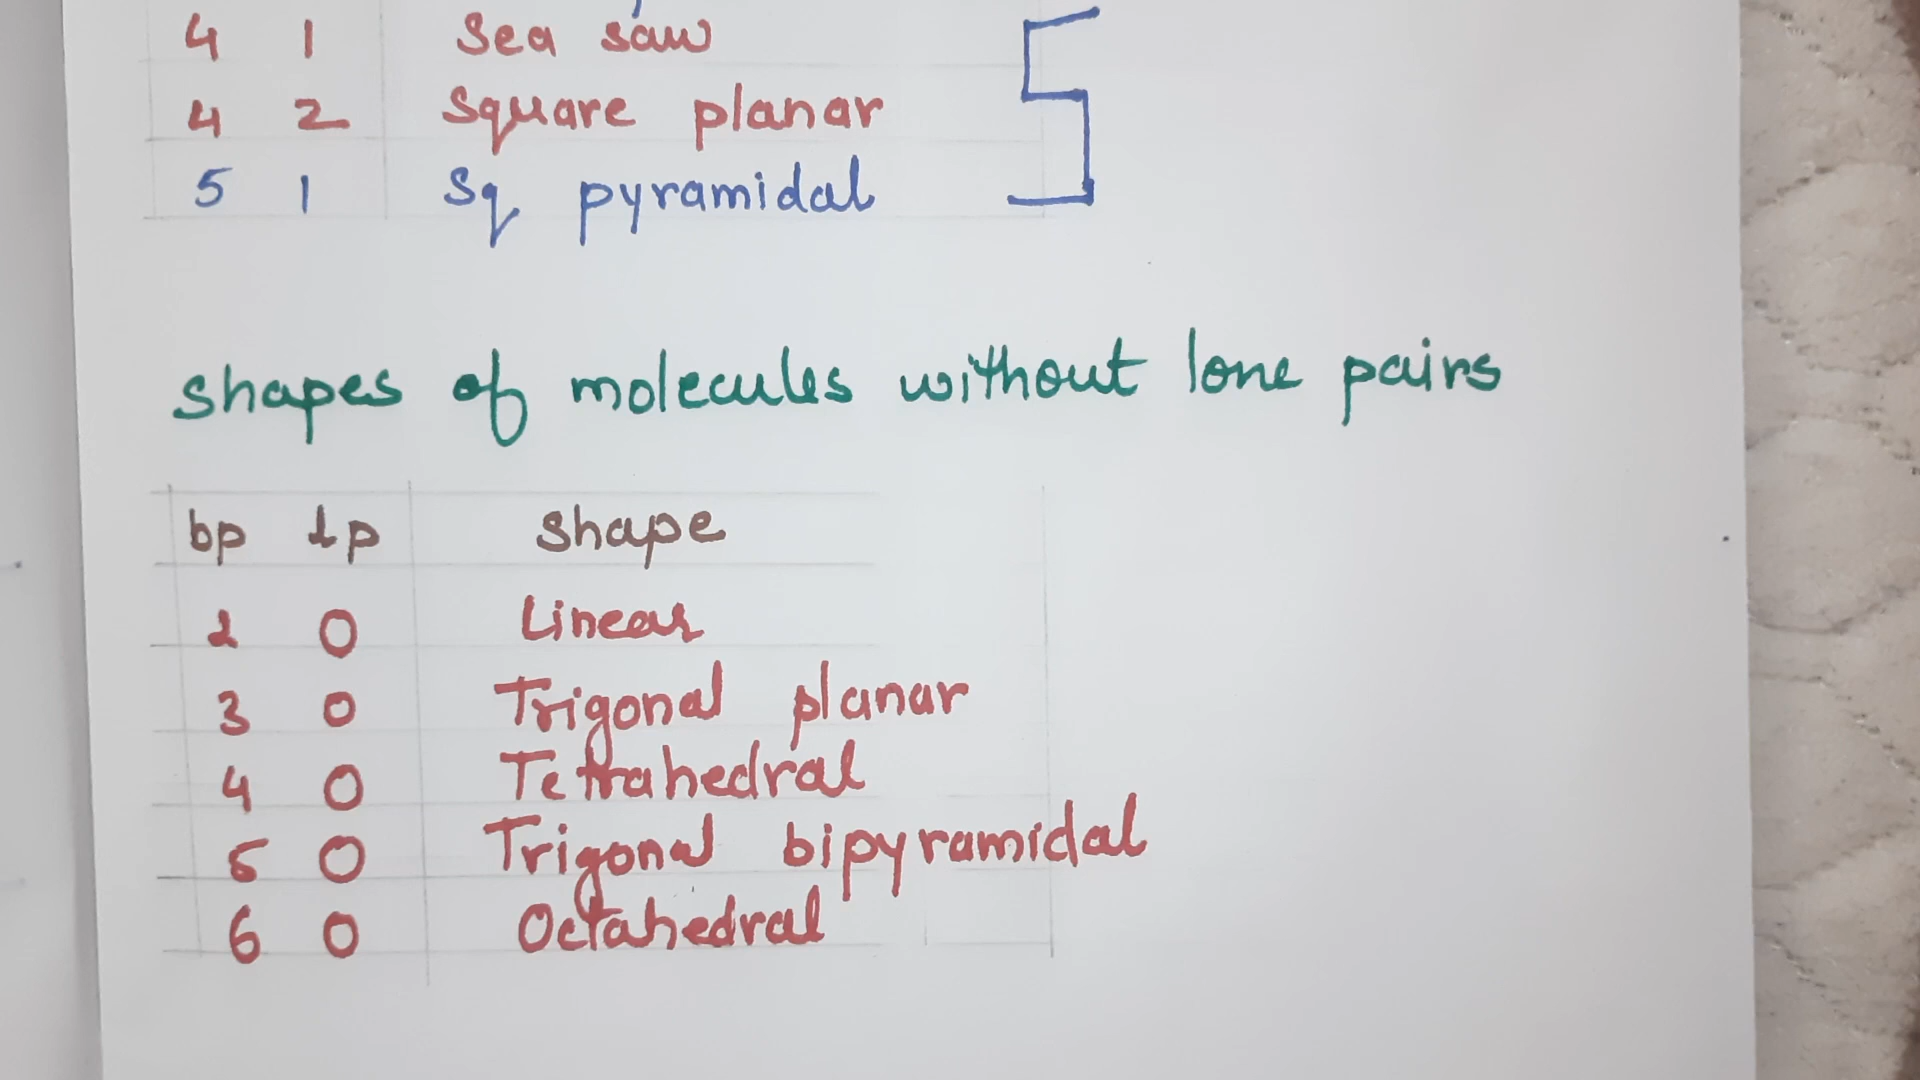 4 1 Sea saw
4 2 Square planar
5 1 Sq pyramidal
Shapes of molecules without lone pairs
bp lp Shape
2 0 Linear
3 0 Trigonal planar
4 0 Tetrahedral
5 0 Trigonal bipyramidal
6 0 Octahedral